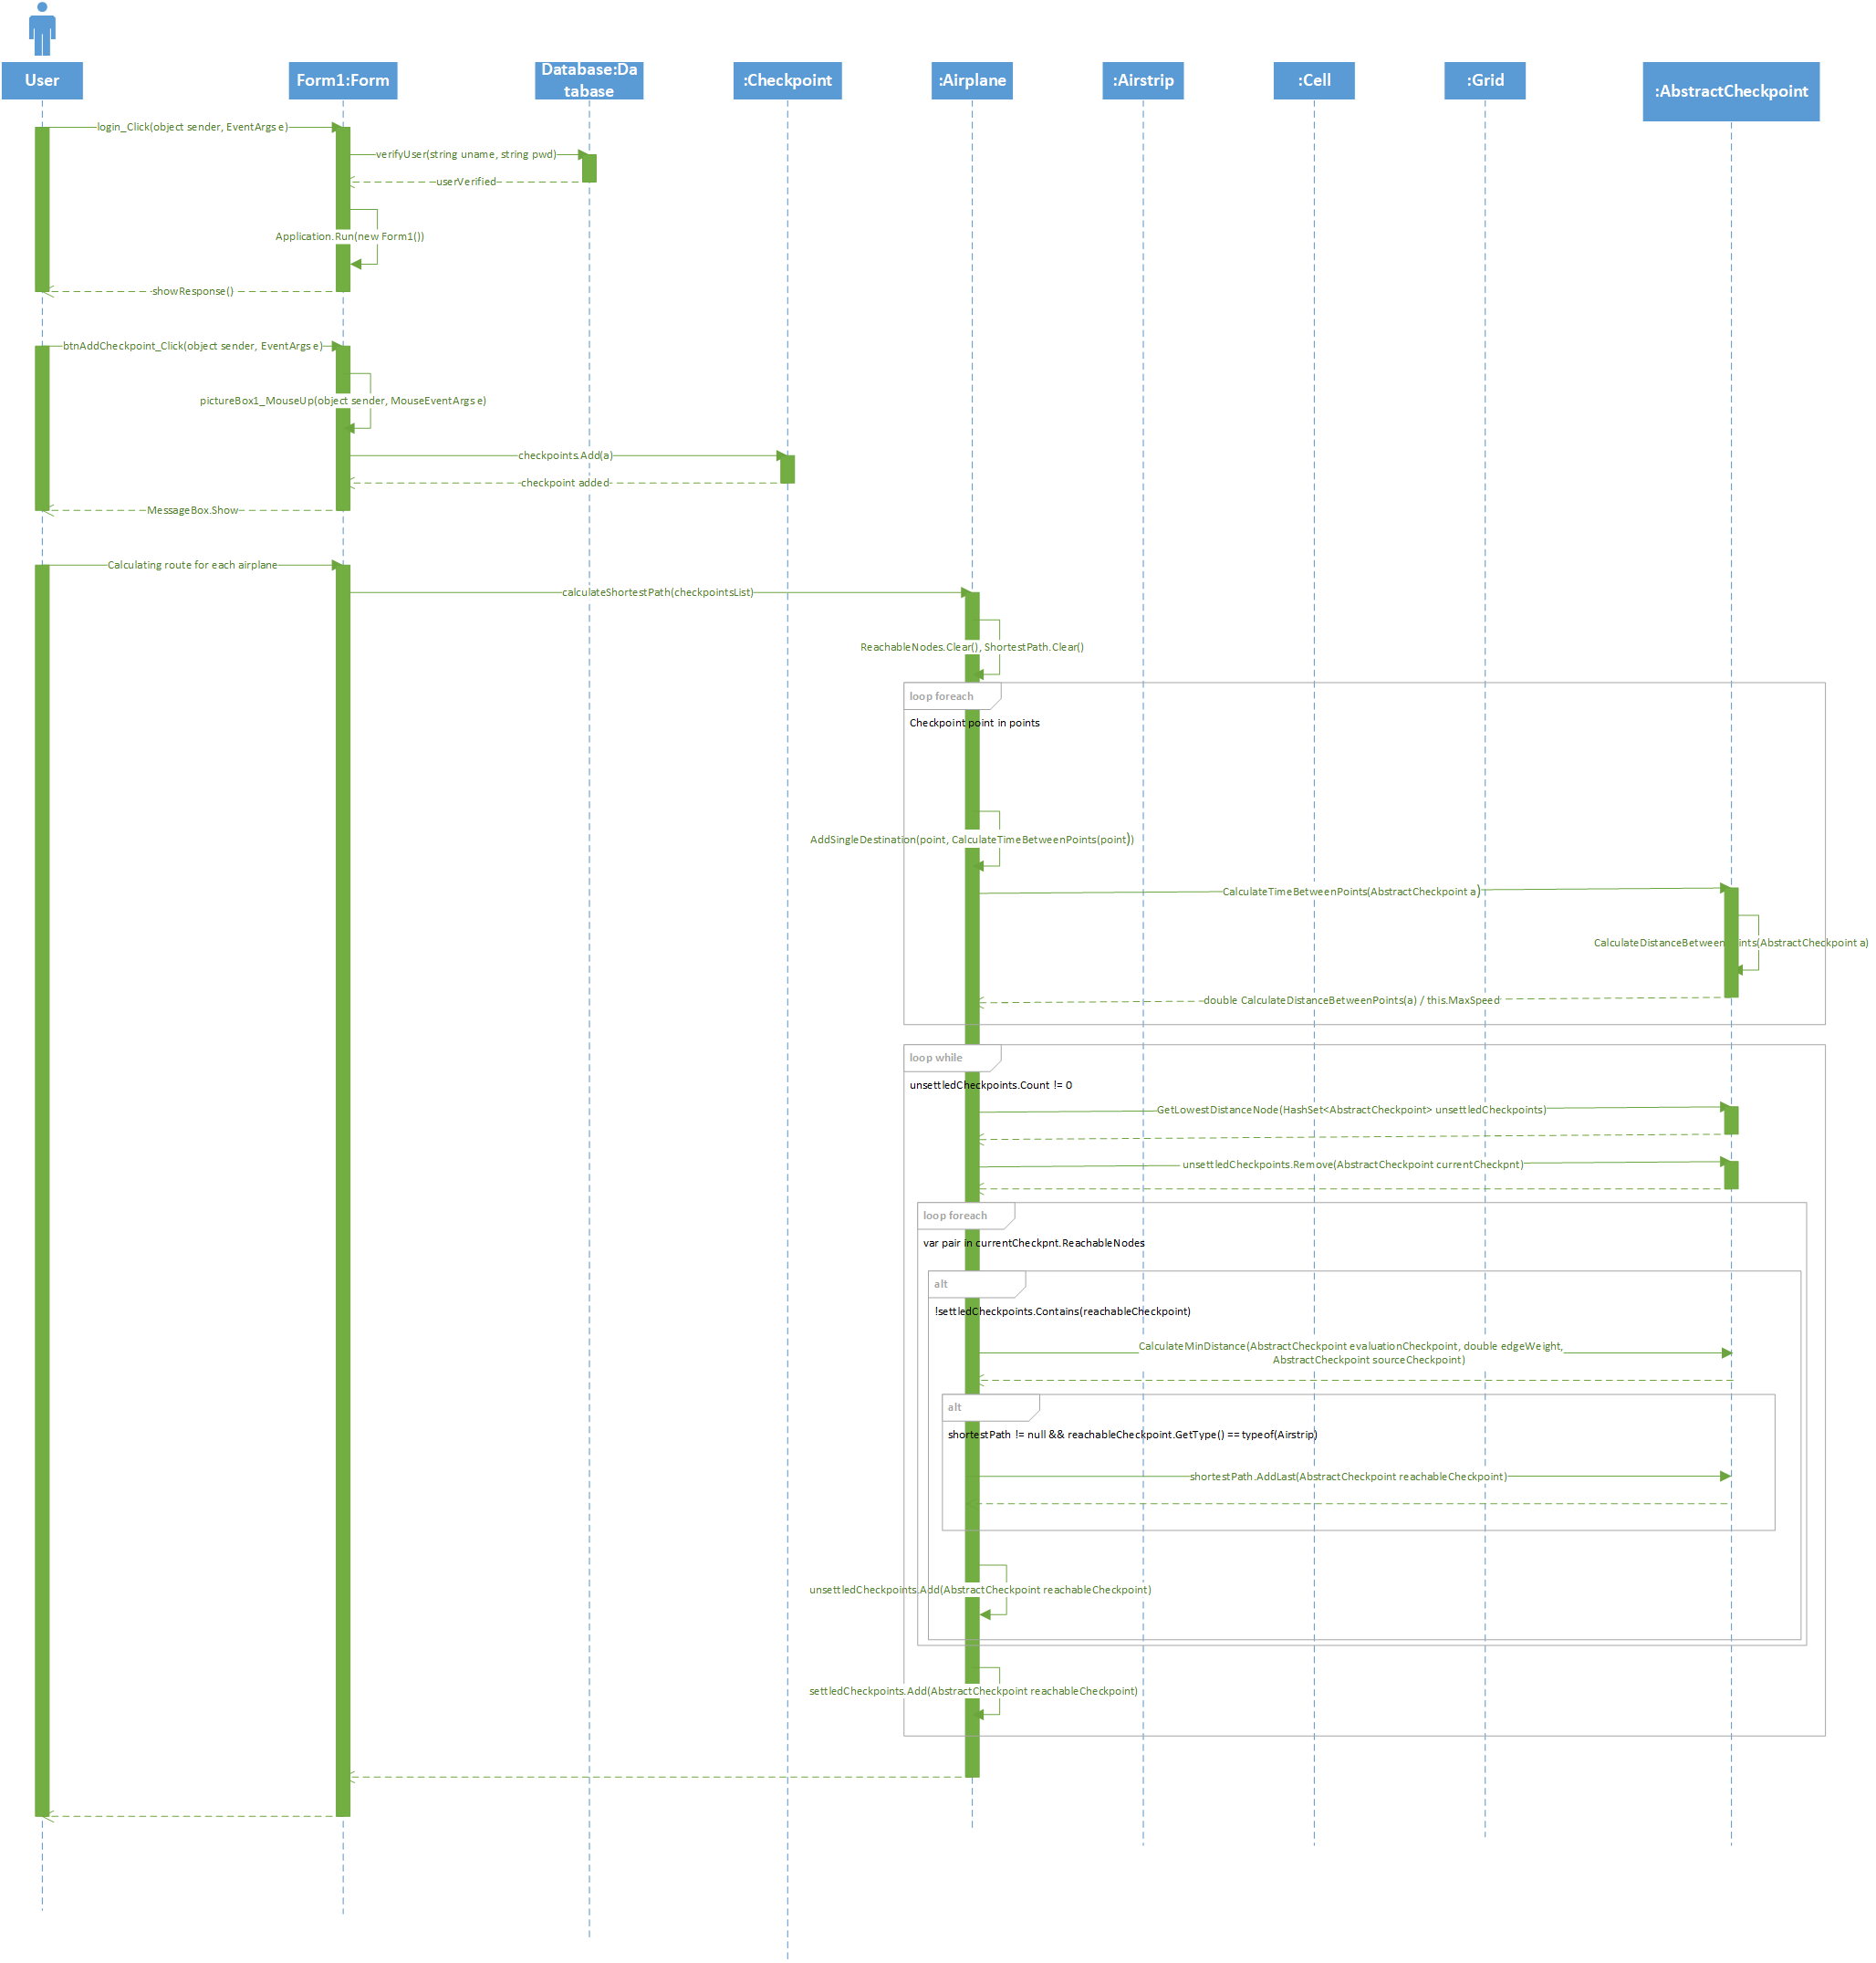 User
Form1:Form
Database:Da
tabase
:Checkpoint
:Airplane
:Airstrip
:Cell
:Grid
:AbstractCheckpoint
login_Click(object sender, EventArgs e)
verifyUser(string uname, string pwd)
userVerified
Application.Run(new Form1())
showResponse()
btnAddCheckpoint_Click(object sender, EventArgs e)
pictureBox1_MouseUp(object sender, MouseEventArgs e)
checkpoints.Add(a)
checkpoint added
MessageBox.Show
Calculating route for each airplane
calculateShortestPath(checkpointsList)
ReachableNodes.Clear(), ShortestPath.Clear()
loop foreach
Checkpoint point in points
AddSingleDestination(point, CalculateTimeBetweenPoints(point))
CalculateTimeBetweenPoints(AbstractCheckpoint a)
CalculateDistanceBetweenPoints(AbstractCheckpoint a)
double CalculateDistanceBetweenPoints(a) / this.MaxSpeed
loop while
unsettledCheckpoints.Count != 0
GetLowestDistanceNode(HashSet<AbstractCheckpoint> unsettledCheckpoints)
unsettledCheckpoints.Remove(AbstractCheckpoint currentCheckpnt)
loop foreach
var pair in currentCheckpnt.ReachableNodes
alt
!settledCheckpoints.Contains(reachableCheckpoint)
CalculateMinDistance(AbstractCheckpoint evaluationCheckpoint, double edgeWeight,
AbstractCheckpoint sourceCheckpoint)
alt
shortestPath != null && reachableCheckpoint.GetType() == typeof(Airstrip)
shortestPath.AddLast(AbstractCheckpoint reachableCheckpoint)
unsettledCheckpoints.Add(AbstractCheckpoint reachableCheckpoint)
settledCheckpoints.Add(AbstractCheckpoint reachableCheckpoint)